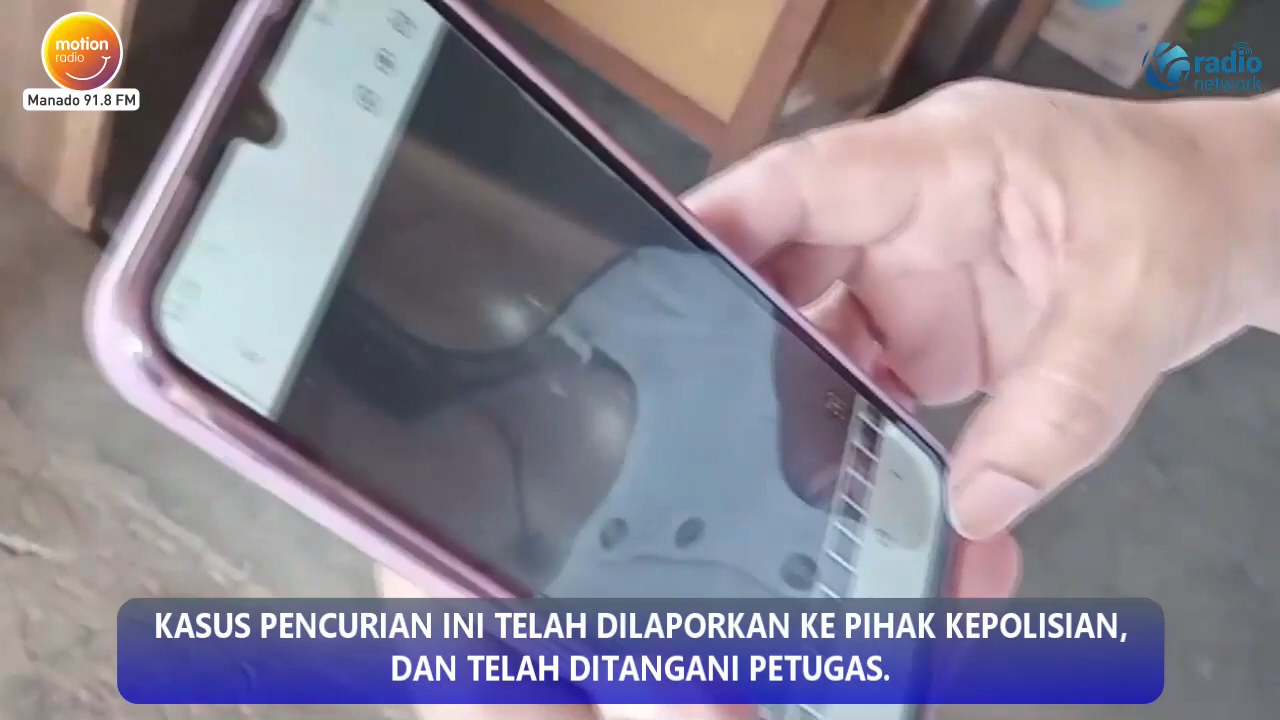 motion
radio
Manado 91.8 FM
radio
network
KASUS PENCURIAN INI TELAH DILAPORKAN KE PIHAK KEPOLISIAN,
DAN TELAH DITANGANI PETUGAS.